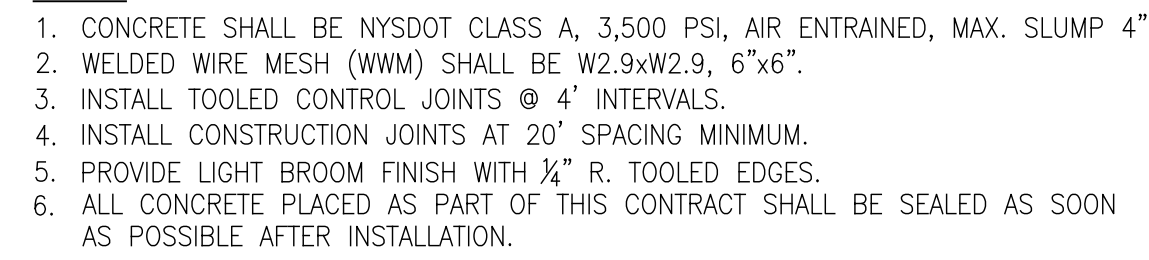 1. CONCRETE SHALL BE NYSDOT CLASS A, 3,500 PSI, AIR ENTRAINED, MAX. SLUMP 4"
2. WELDED WIRE MESH (WWM) SHALL BE W2.9xW2.9, 6"x6".
3. INSTALL TOOLED CONTROL JOINTS @ 4' INTERVALS.
4. INSTALL CONSTRUCTION JOINTS AT 20' SPACING MINIMUM.
5. PROVIDE LIGHT BROOM FINISH WITH ¼" R. TOOLED EDGES.
6. ALL CONCRETE PLACED AS PART OF THIS CONTRACT SHALL BE SEALED AS SOON
AS POSSIBLE AFTER INSTALLATION.